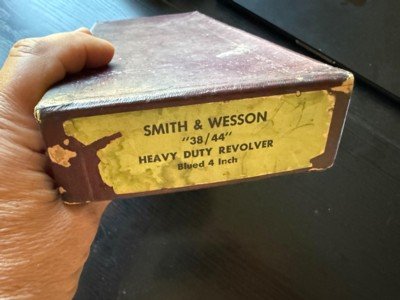 SMITH & WESSON
"38/44"
HEAVY DUTY REVOLVER
Blued 4 Inch